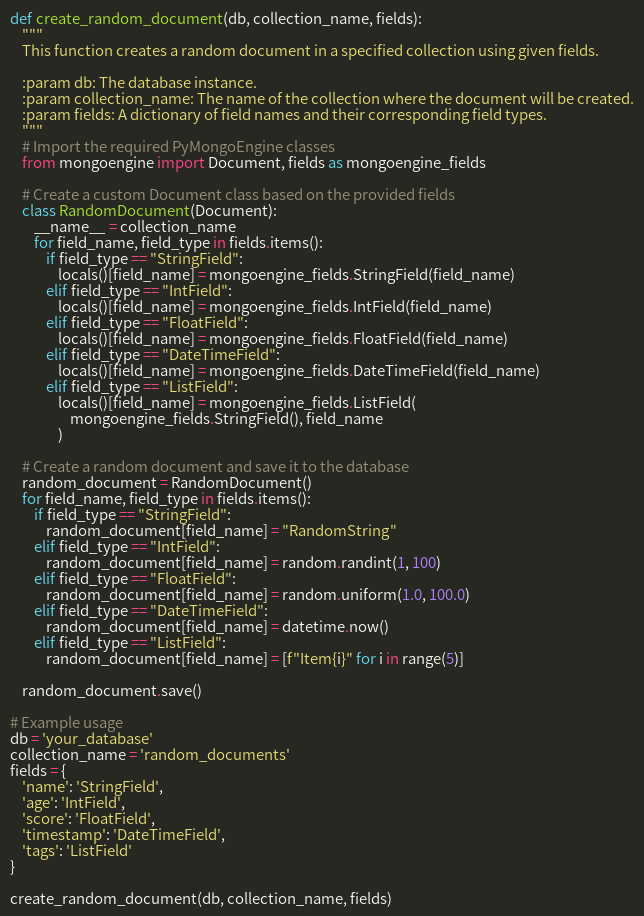 def create_random_document(db, collection_name, fields):
    """
    This function creates a random document in a specified collection using given fields.

    :param db: The database instance.
    :param collection_name: The name of the collection where the document will be created.
    :param fields: A dictionary of field names and their corresponding field types.
    """
    # Import the required PyMongoEngine classes
    from mongoengine import Document, fields as mongoengine_fields

    # Create a custom Document class based on the provided fields
    class RandomDocument(Document):
        __name__ = collection_name
        for field_name, field_type in fields.items():
            if field_type == "StringField":
                locals()[field_name] = mongoengine_fields.StringField(field_name)
            elif field_type == "IntField":
                locals()[field_name] = mongoengine_fields.IntField(field_name)
            elif field_type == "FloatField":
                locals()[field_name] = mongoengine_fields.FloatField(field_name)
            elif field_type == "DateTimeField":
                locals()[field_name] = mongoengine_fields.DateTimeField(field_name)
            elif field_type == "ListField":
                locals()[field_name] = mongoengine_fields.ListField(
                    mongoengine_fields.StringField(), field_name
                )

    # Create a random document and save it to the database
    random_document = RandomDocument()
    for field_name, field_type in fields.items():
        if field_type == "StringField":
            random_document[field_name] = "RandomString"
        elif field_type == "IntField":
            random_document[field_name] = random.randint(1, 100)
        elif field_type == "FloatField":
            random_document[field_name] = random.uniform(1.0, 100.0)
        elif field_type == "DateTimeField":
            random_document[field_name] = datetime.now()
        elif field_type == "ListField":
            random_document[field_name] = [f"Item{i}" for i in range(5)]

    random_document.save()

# Example usage
db = 'your_database'
collection_name = 'random_documents'
fields = {
    'name': 'StringField',
    'age': 'IntField',
    'score': 'FloatField',
    'timestamp': 'DateTimeField',
    'tags': 'ListField'
}

create_random_document(db, collection_name, fields)